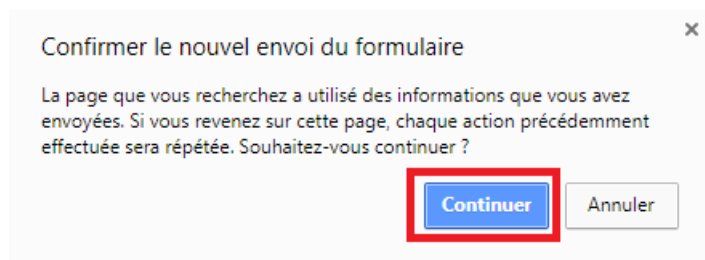 Confirmer le nouvel envoi du formulaire
La page que vous recherchez a utilisé des informations que vous avez
envoyées. Si vous revenez sur cette page, chaque action précédemment
effectuée sera répétée. Souhaitez-vous continuer ?
Continuer Annuler